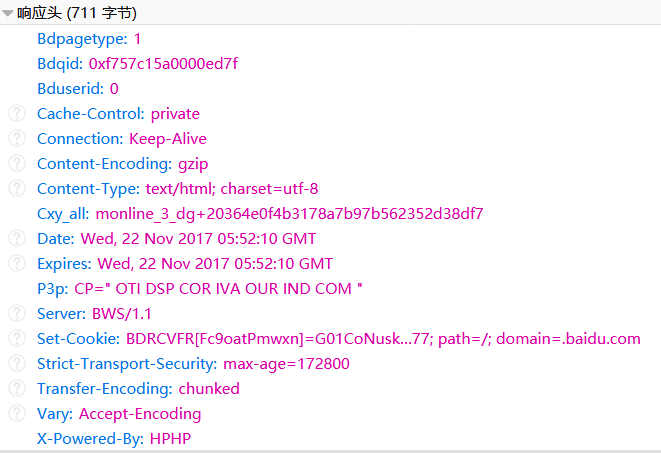 响应头 (711 字节)
Bdpagetype: 1
Bdqid: 0xf757c15a0000ed7f
Bduserid: 0
? Cache-Control: private
? Connection: Keep-Alive
? Content-Encoding: gzip
? Content-Type: text/html; charset=utf-8
Cxy_all: monline_3_dg+20364e0f4b3178a7b97b562352d38df7
? Date: Wed, 22 Nov 2017 05:52:10 GMT
? Expires: Wed, 22 Nov 2017 05:52:10 GMT
P3p: CP=" OTI DSP COR IVA OUR IND COM "
? Server: BWS/1.1
? Set-Cookie: BDRCVFR[Fc9oatPmwxn]=G01CoNusk...77; path=/; domain=.baidu.com
? Strict-Transport-Security: max-age=172800
? Transfer-Encoding: chunked
? Vary: Accept-Encoding
X-Powered-By: HPHP